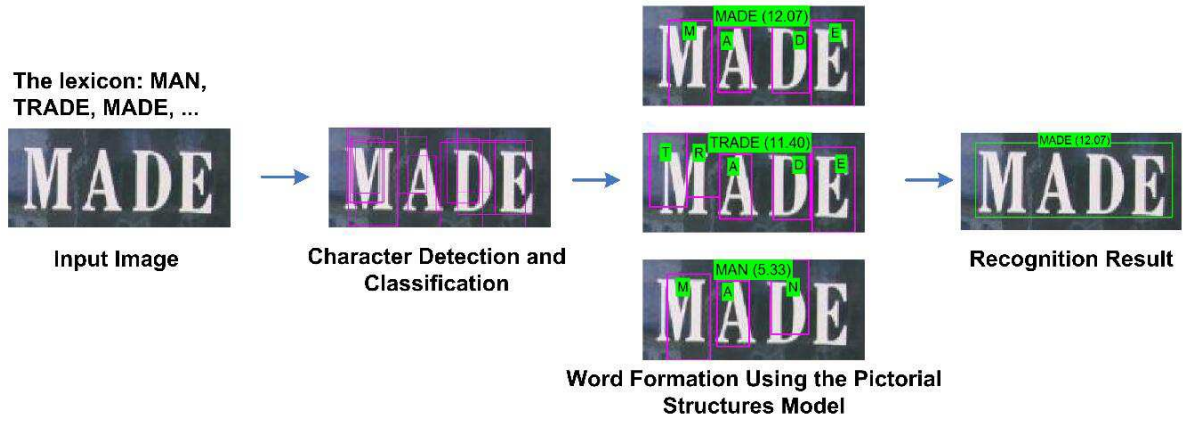 The lexicon: MAN,
TRADE, MADE, ...
MADE
Input Image
MADE
Character Detection and
Classification
MADE (12.07)
M A D E
MADE
TRADE (11.40)
T R A D E
MADE
MAN (5.33)
M A N
MADE
Word Formation Using the Pictorial
Structures Model
MADE (12.07)
MADE
Recognition Result